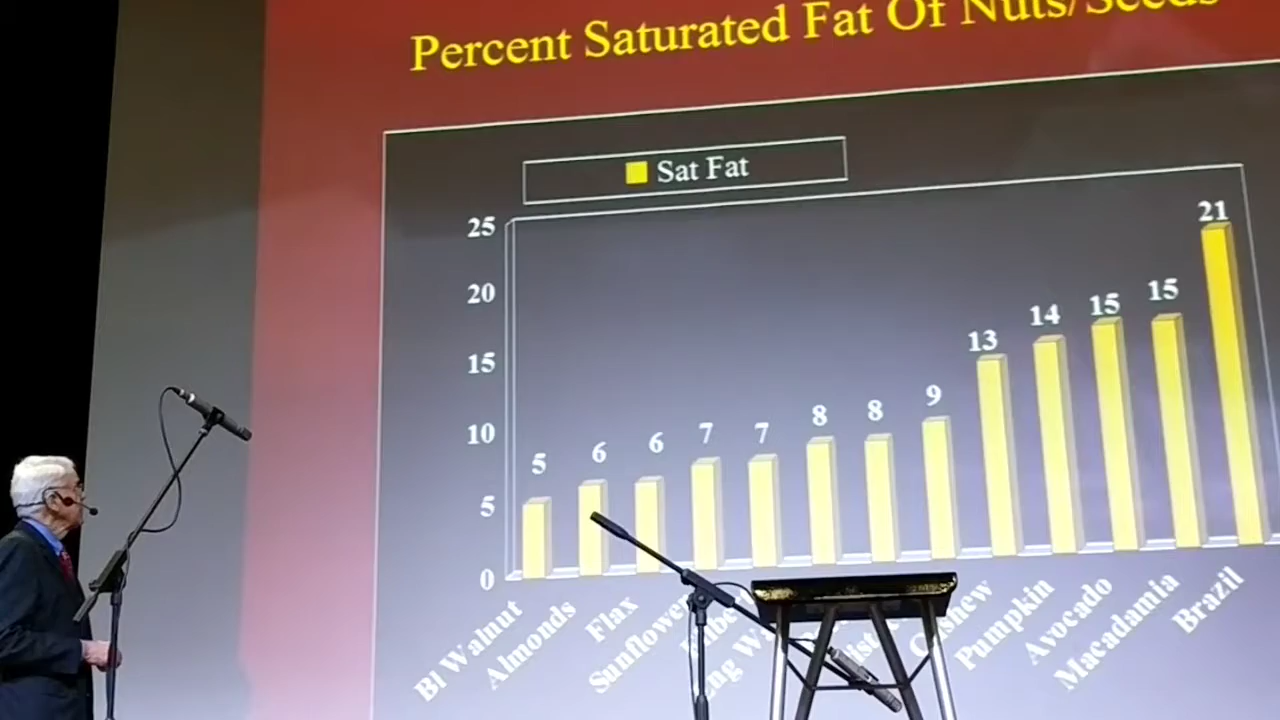 Percent Saturated Fat Of Nuts/Seeds
Sat Fat
25
20
15
10
5
0
5
6
6
7
7
8
8
9
13
14
15
15
21
Bl Walnut
Almonds
Flax
Sunflower
Pumpkin
Avocado
Macadamia
Brazil